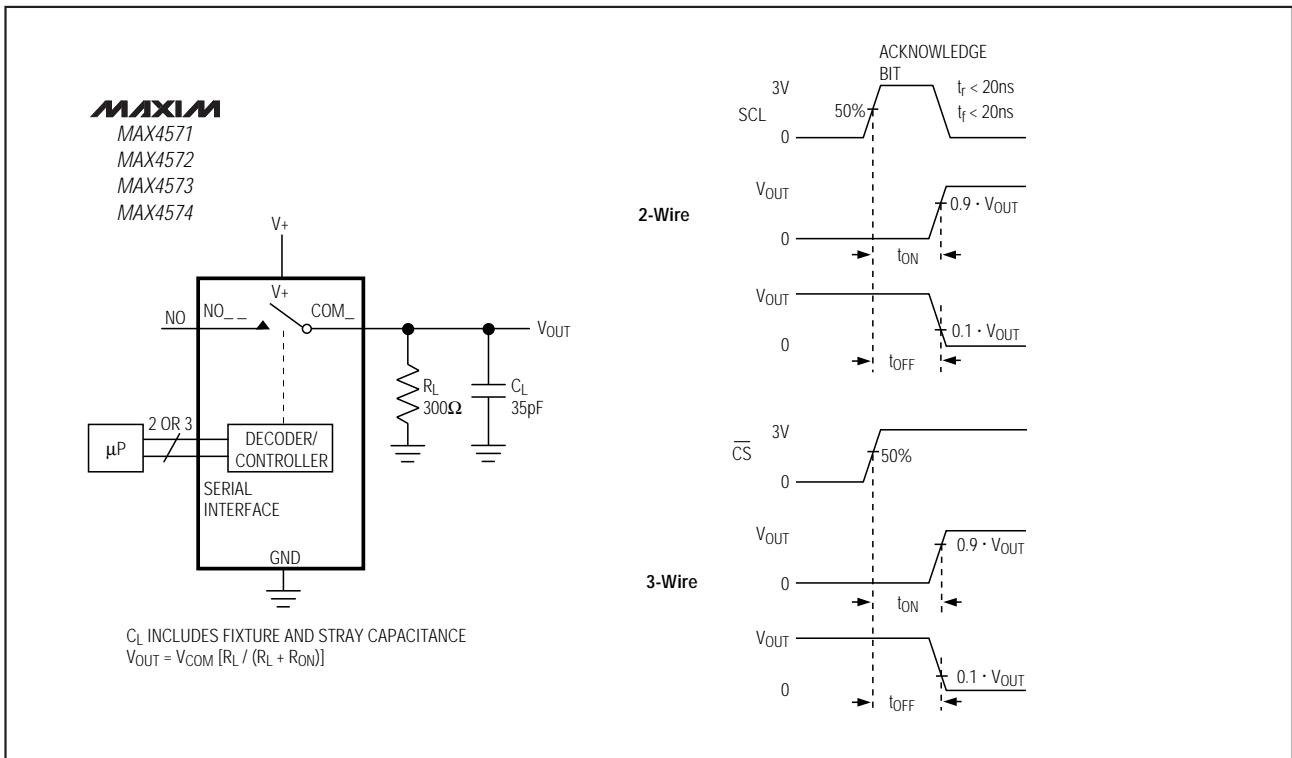 MAXIM
MAX4571
MAX4572
MAX4573
MAX4574
V+
V+
NO
NO_ _
COM_
VOUT
RL
300Ω
CL
35pF
2 OR 3
μP
DECODER/
CONTROLLER
SERIAL
INTERFACE
GND
CL INCLUDES FIXTURE AND STRAY CAPACITANCE
VOUT = VCOM [RL / (RL + RON)]
ACKNOWLEDGE
BIT
3V
SCL
0
50%
tr < 20ns
tf < 20ns
2-Wire
VOUT
0
0.9 · VOUT
tON
VOUT
0
0.1 · VOUT
tOFF
3V
CS
0
50%
3-Wire
VOUT
0
0.9 · VOUT
tON
VOUT
0
0.1 · VOUT
tOFF